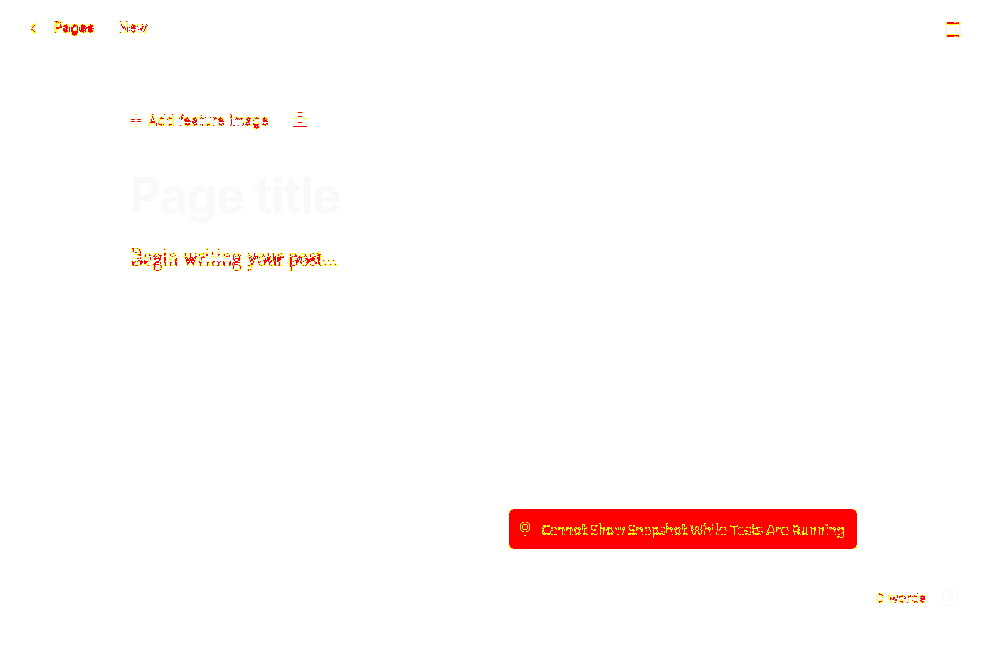 Pages New
+ Add feature image
Page title
Begin writing your post...
Cannot Show Snapshot While Tests Are Running
0 words